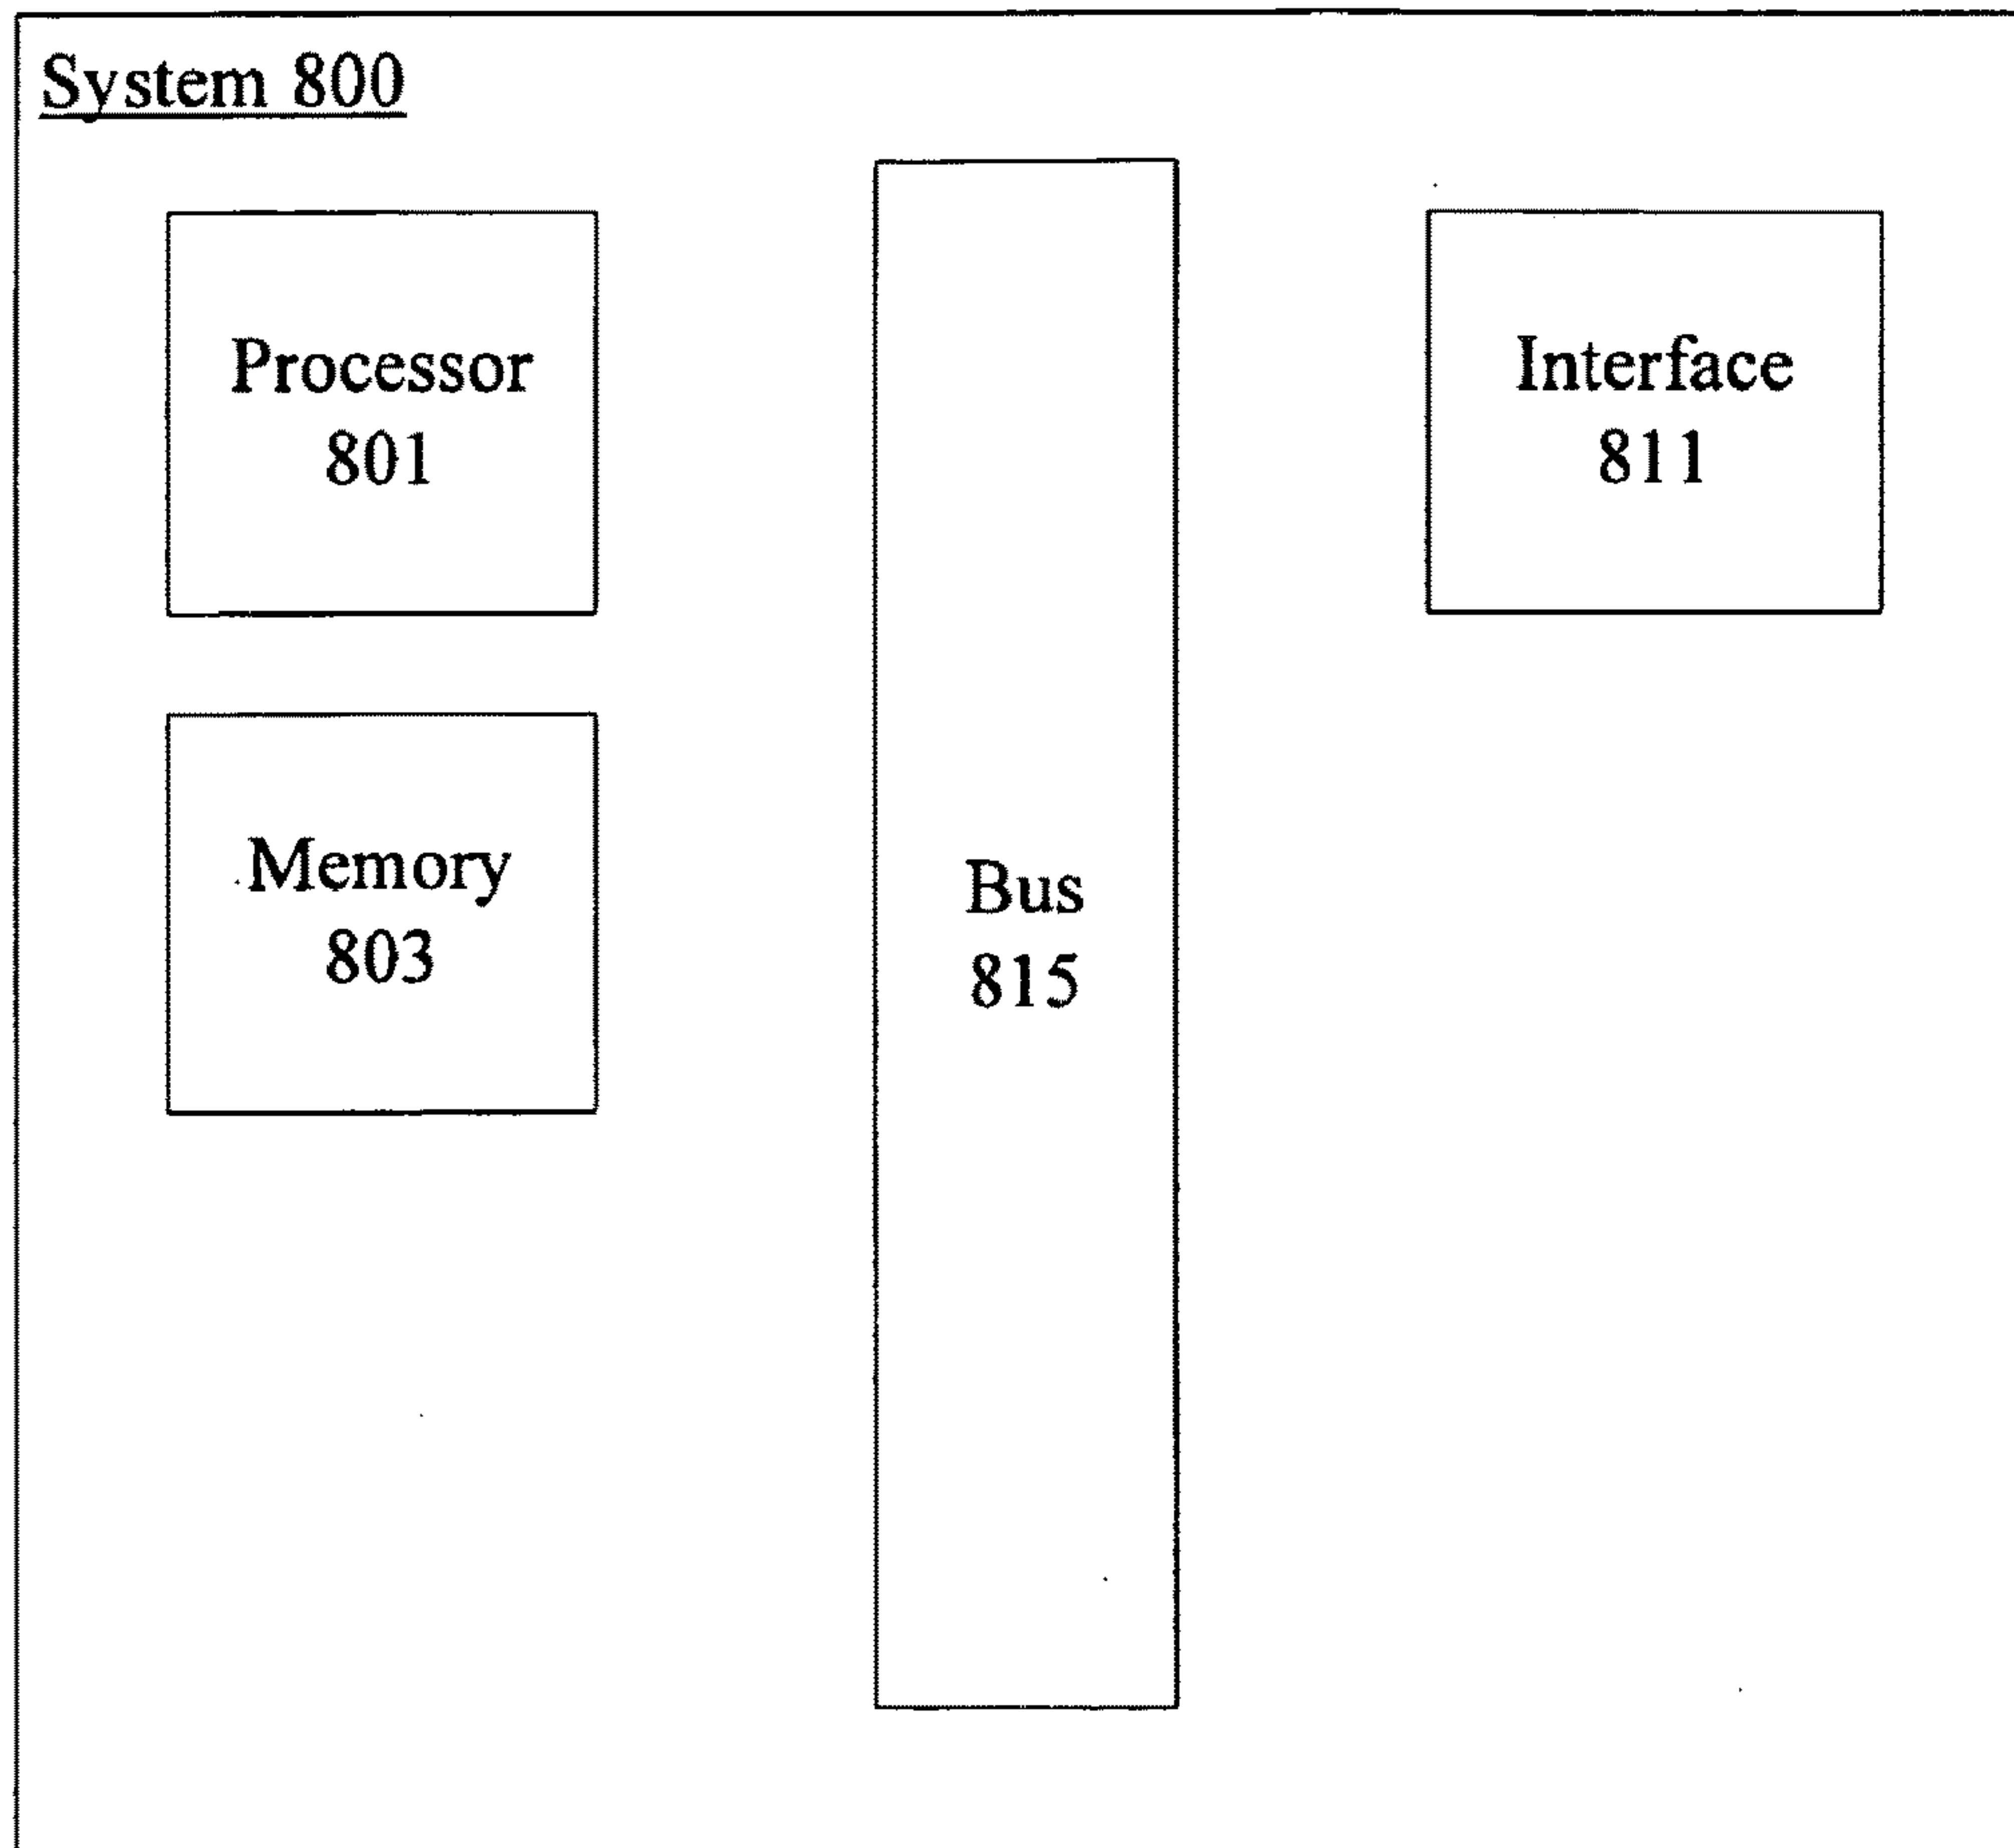 System 800
Processor
801
Interface
811
Memory
803
Bus
815